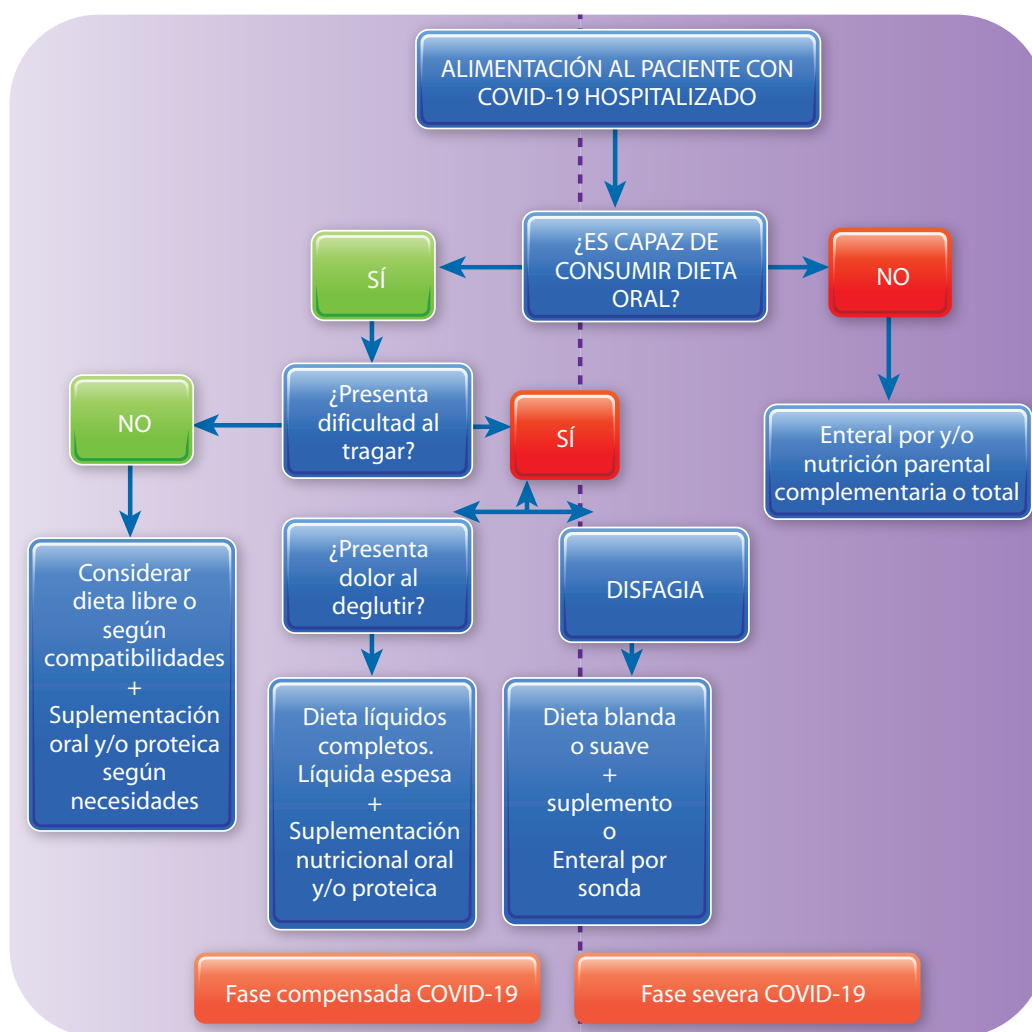 ALIMENTACIÓN AL PACIENTE CON
COVID-19 HOSPITALIZADO
¿ES CAPAZ DE
CONSUMIR DIETA
ORAL?
SÍ
NO
¿Presenta
dificultad al
tragar?
NO
SÍ
Enteral por y/o
nutrición parental
complementaria o total
¿Presenta
dolor al
deglutir?
DISFAGIA
Considerar
dieta libre o
según
compatibilidades
+
Suplementación
oral y/o proteica
según
necesidades
Dieta líquidos
completos.
Líquida espesa
+
Suplementación
nutricional oral
y/o proteica
Dieta blanda
o suave
+
suplemento
o
Enteral por
sonda
Fase compensada COVID-19
Fase severa COVID-19